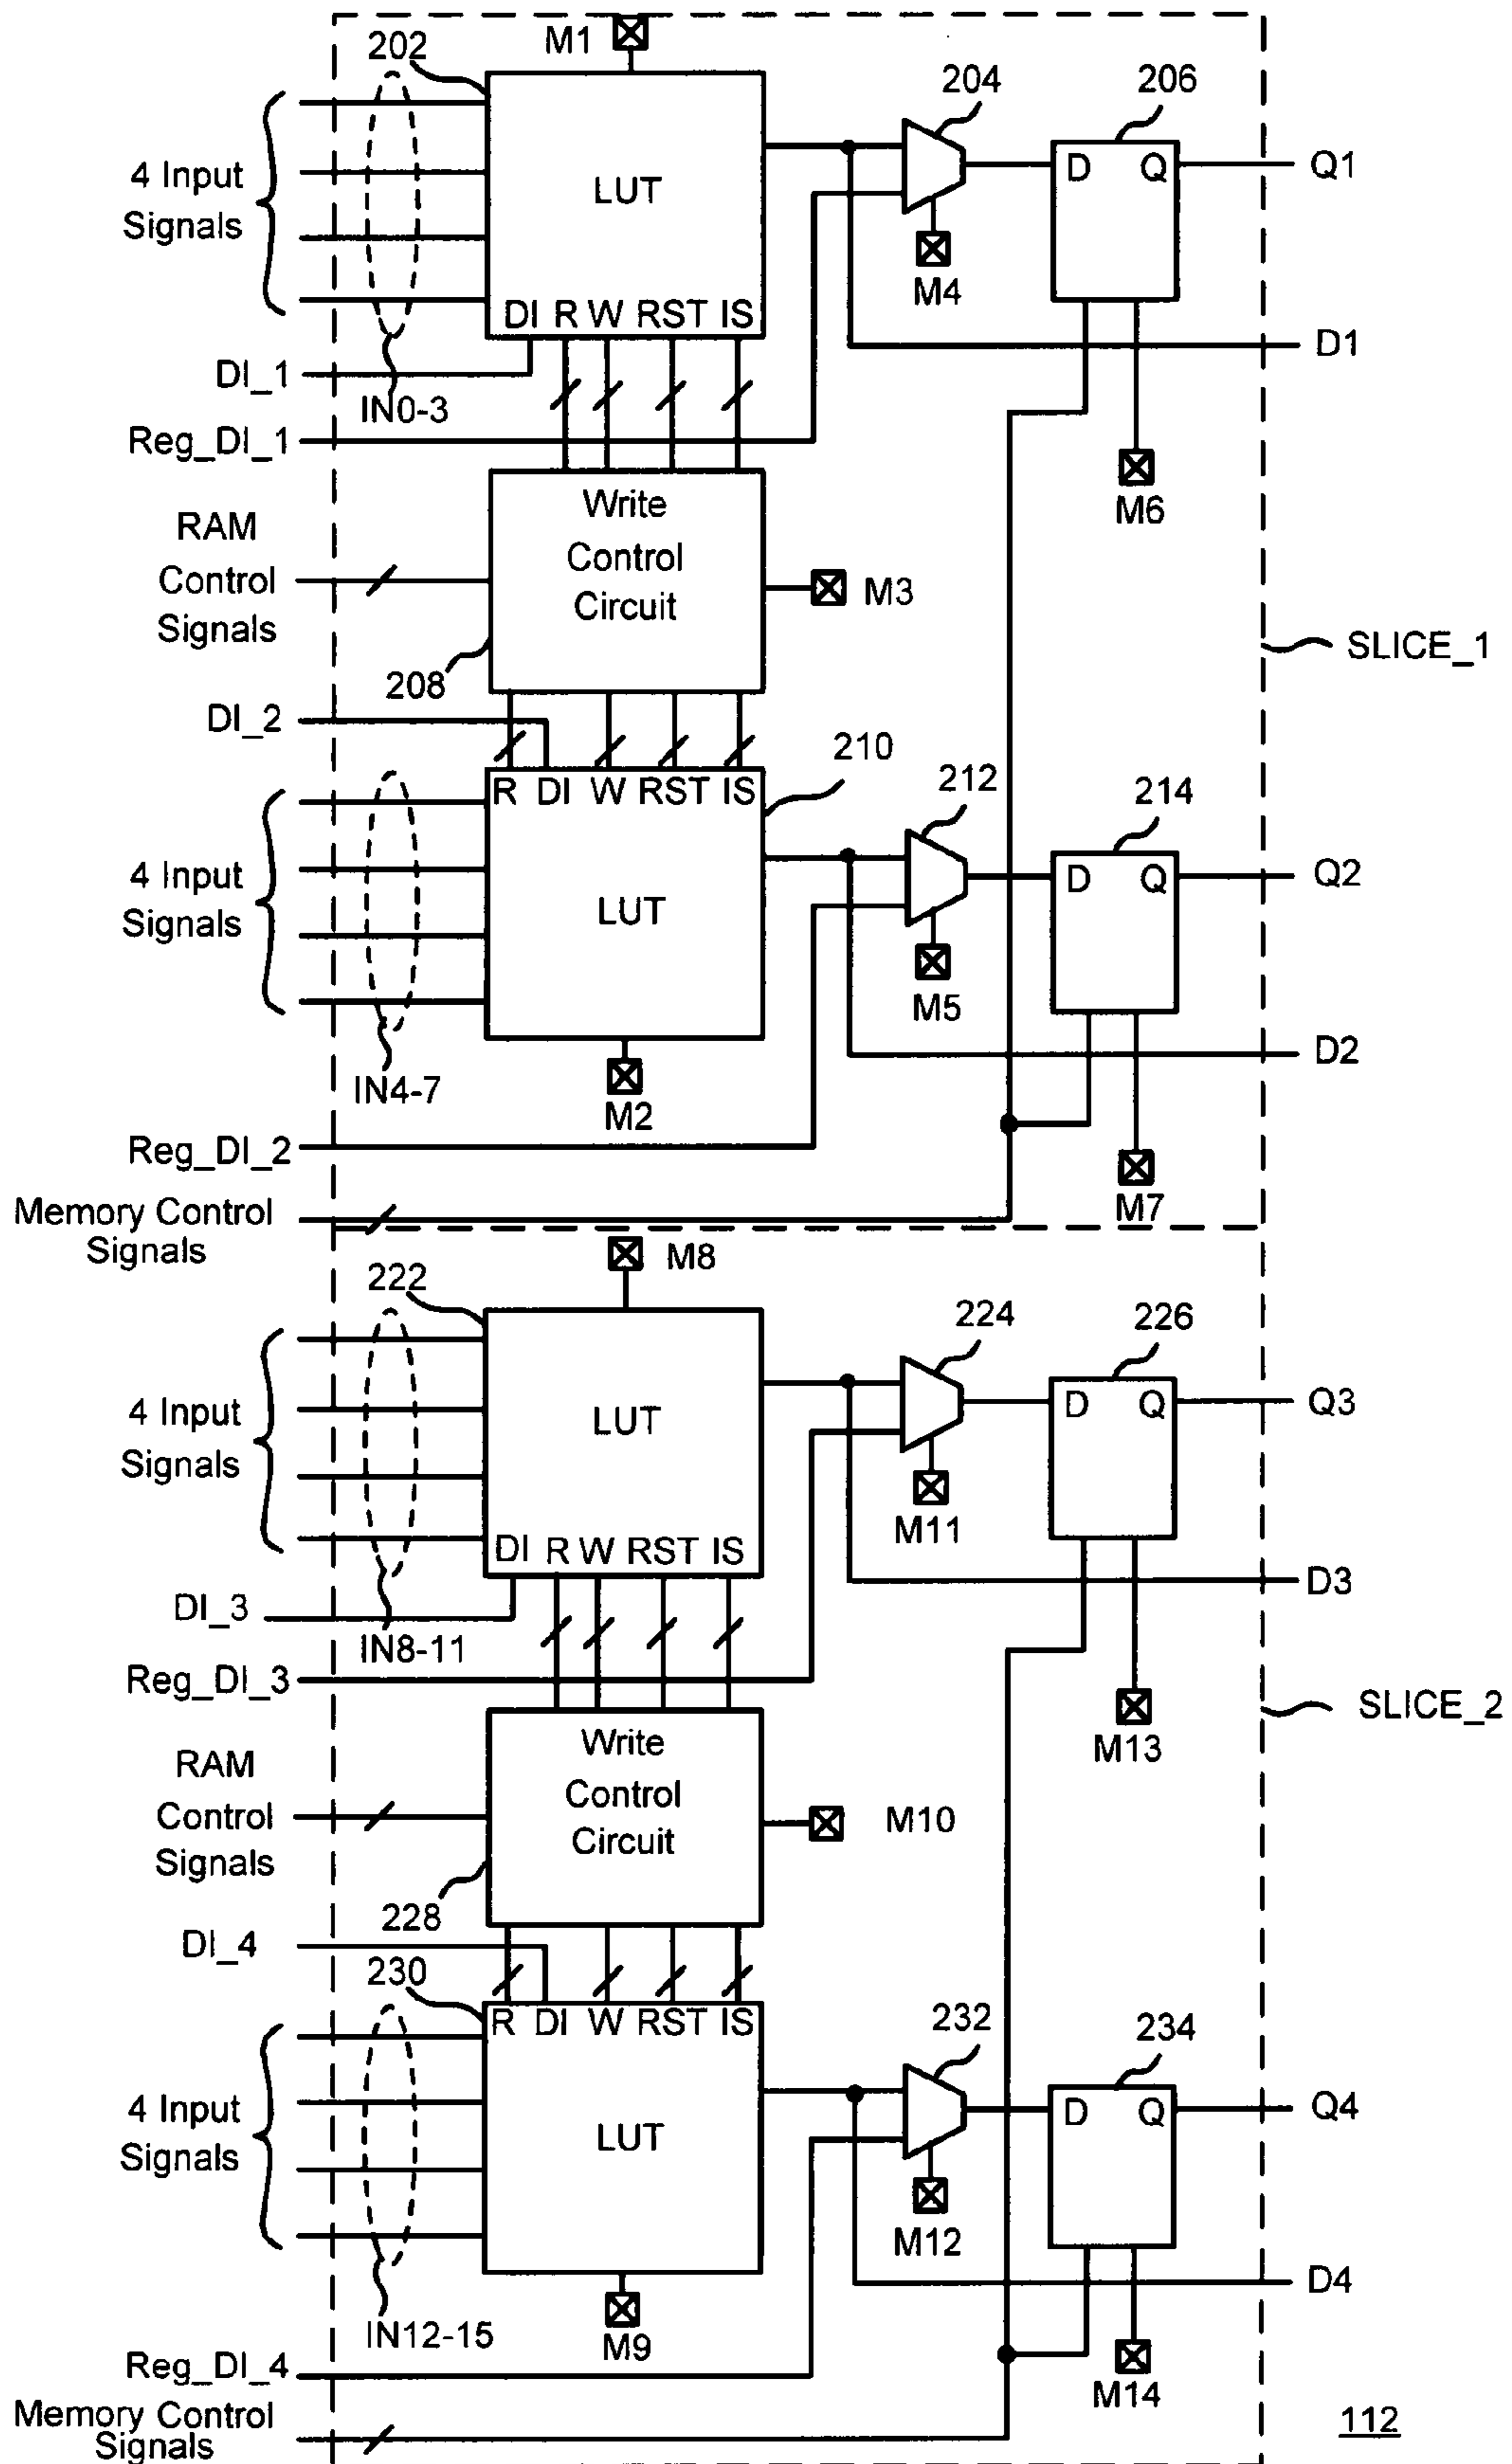 M1
202
204
206
4 Input
Signals
LUT
D Q
Q1
M4
DI R W RST IS
D1
DI_1
IN0-3
Reg_DI_1
M6
RAM
Control
Signals
Write
Control
Circuit
M3
SLICE_1
208
DI_2
210
212
214
R DI W RST IS
4 Input
Signals
LUT
D Q
Q2
M5
D2
IN4-7
M2
Reg_DI_2
M7
Memory Control
Signals
M8
222
224
226
4 Input
Signals
LUT
D Q
Q3
M11
DI R W RST IS
D3
DI_3
IN8-11
Reg_DI_3
M13
SLICE_2
RAM
Control
Signals
Write
Control
Circuit
M10
228
DI_4
230
232
234
R DI W RST IS
4 Input
Signals
LUT
D Q
Q4
M12
D4
IN12-15
M9
Reg_DI_4
M14
Memory Control
Signals
112